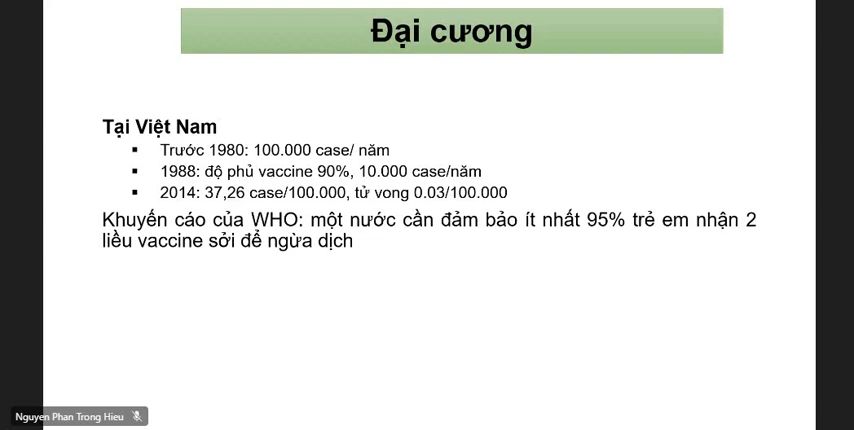 Đại cương
Tại Việt Nam
▪ Trước 1980: 100.000 case/ năm
▪ 1988: độ phủ vaccine 90%, 10.000 case/năm
▪ 2014: 37,26 case/100.000, tử vong 0.03/100.000
Khuyến cáo của WHO: một nước cần đảm bảo ít nhất 95% trẻ em nhận 2
liều vaccine sởi để ngừa dịch
Nguyen Phan Trong Hieu